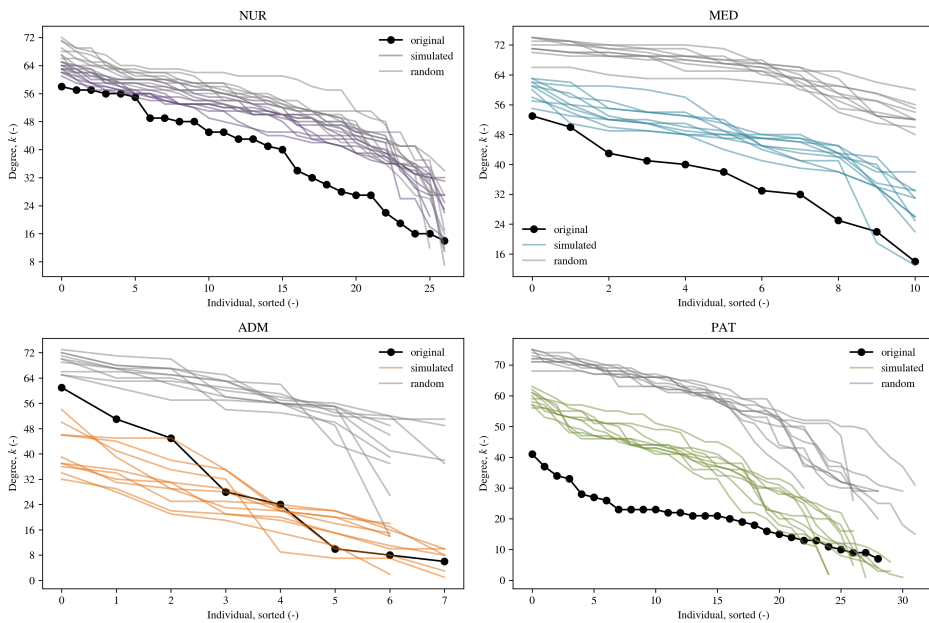 NUR
72
64
56
48
40
32
24
16
8
Degree, k (-)
0 5 10 15 20 25
Individual, sorted (-)
original
simulated
random
MED
72
64
56
48
40
32
24
16
Degree, k (-)
0 2 4 6 8 10
Individual, sorted (-)
original
simulated
random
ADM
72
64
56
48
40
32
24
16
8
0
Degree, k (-)
0 1 2 3 4 5 6 7
Individual, sorted (-)
original
simulated
random
PAT
70
60
50
40
30
20
10
0
Degree, k (-)
0 5 10 15 20 25 30
Individual, sorted (-)
original
simulated
random